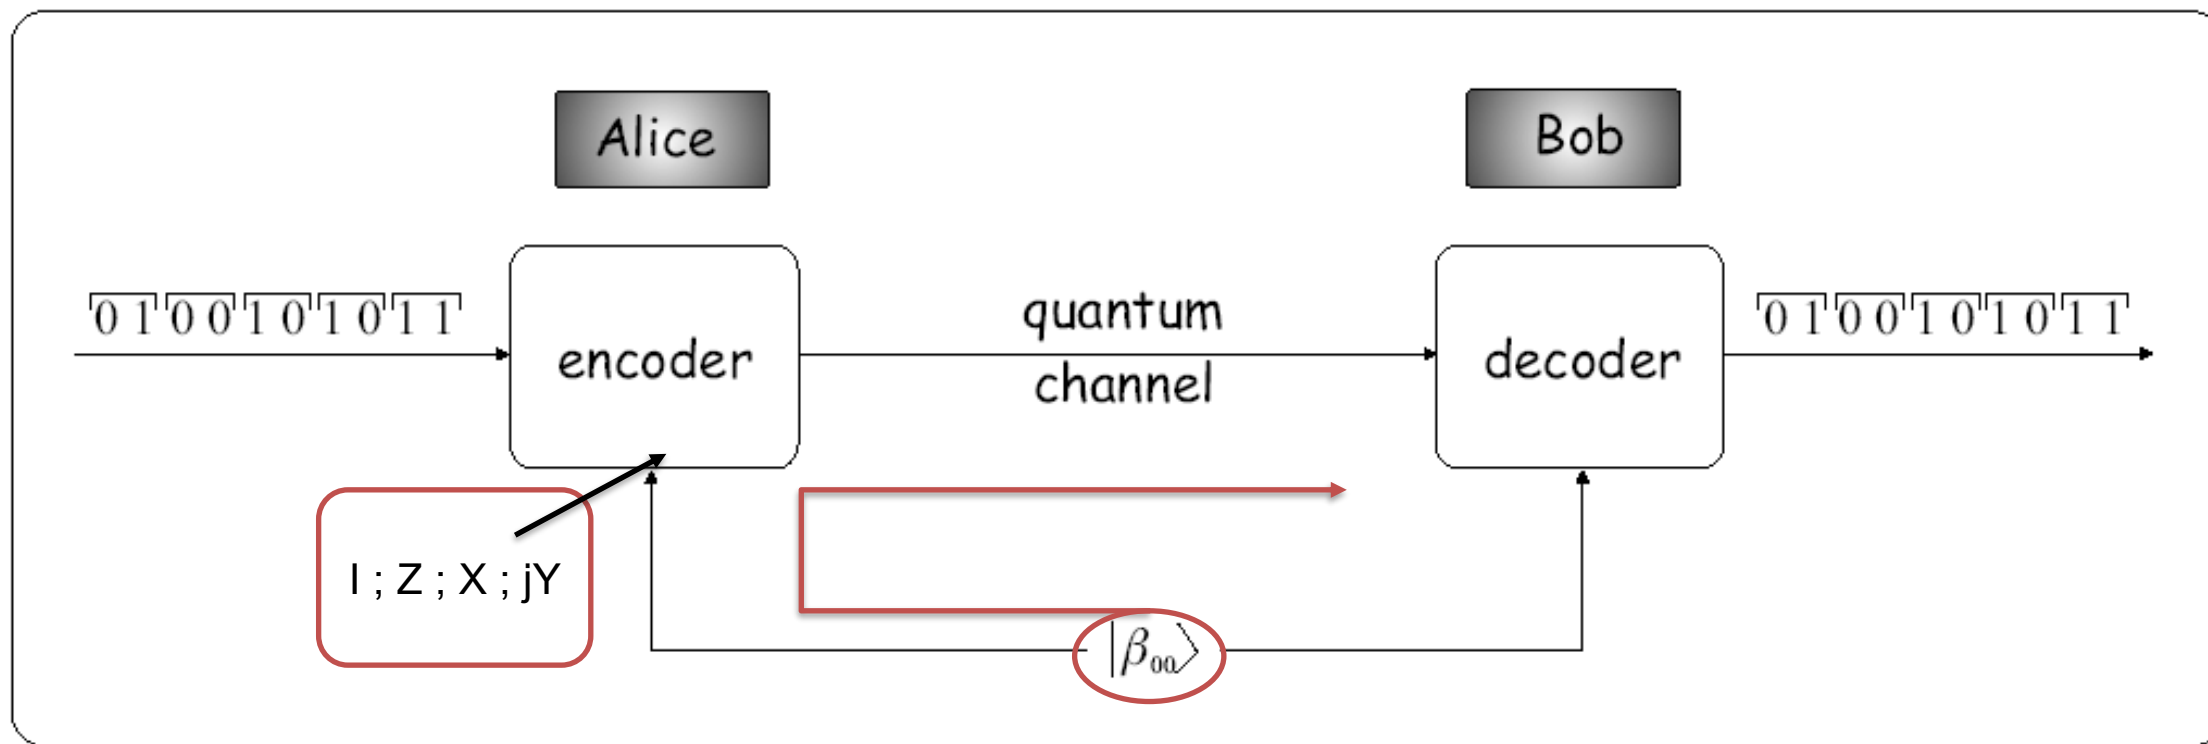 Alice
Bob
0 1 0 0 1 0 1 0 1 1
encoder
quantum
channel
decoder
0 1 0 0 1 0 1 0 1 1
I ; Z ; X ; jY
|β₀₀⟩